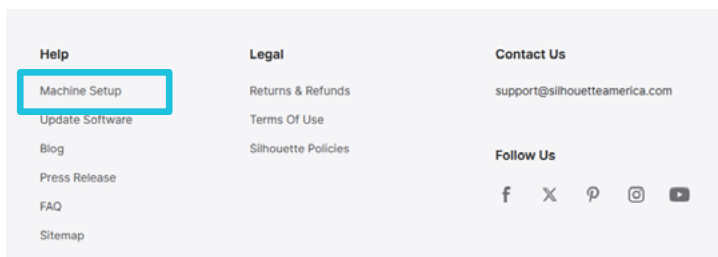 Help
Machine Setup
Update Software
Blog
Press Release
FAQ
Sitemap
Legal
Returns & Refunds
Terms Of Use
Silhouette Policies
Contact Us
support@silhouetteamerica.com
Follow Us